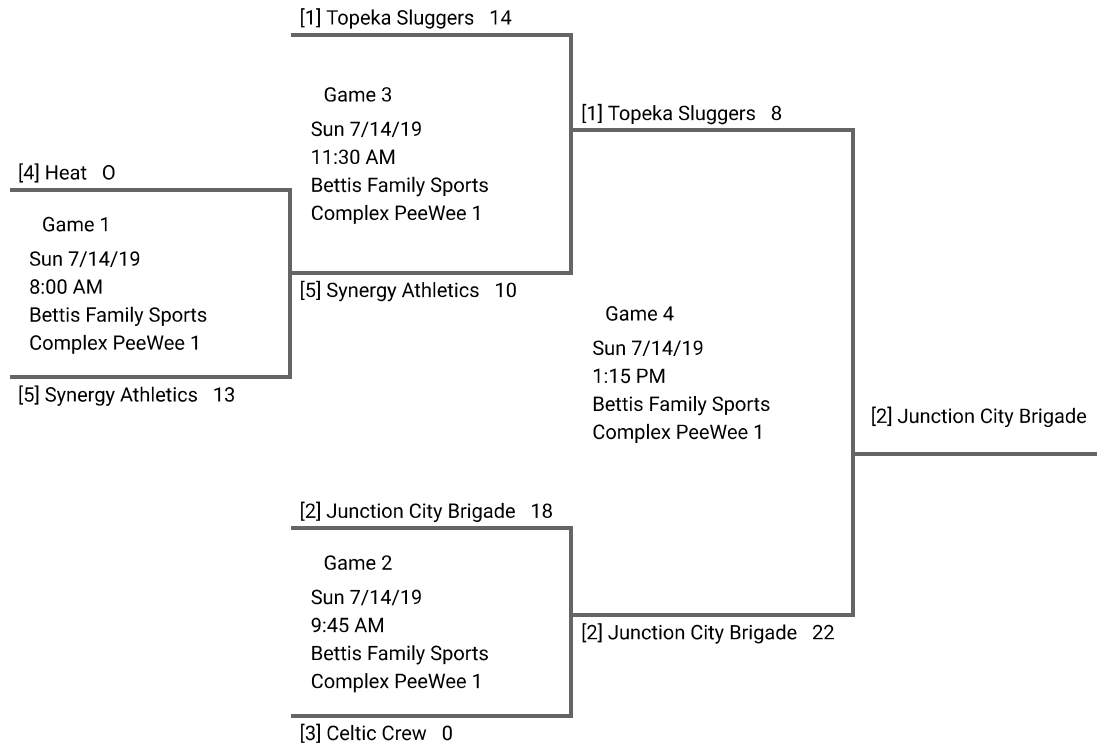 [1] Topeka Sluggers 14
Game 3
Sun 7/14/19
11:30 AM
Bettis Family Sports
Complex PeeWee 1
[1] Topeka Sluggers 8
[4] Heat O
Game 1
Sun 7/14/19
8:00 AM
Bettis Family Sports
Complex PeeWee 1
[5] Synergy Athletics 10
[5] Synergy Athletics 13
Game 4
Sun 7/14/19
1:15 PM
Bettis Family Sports
Complex PeeWee 1
[2] Junction City Brigade
[2] Junction City Brigade 18
Game 2
Sun 7/14/19
9:45 AM
Bettis Family Sports
Complex PeeWee 1
[2] Junction City Brigade 22
[3] Celtic Crew 0